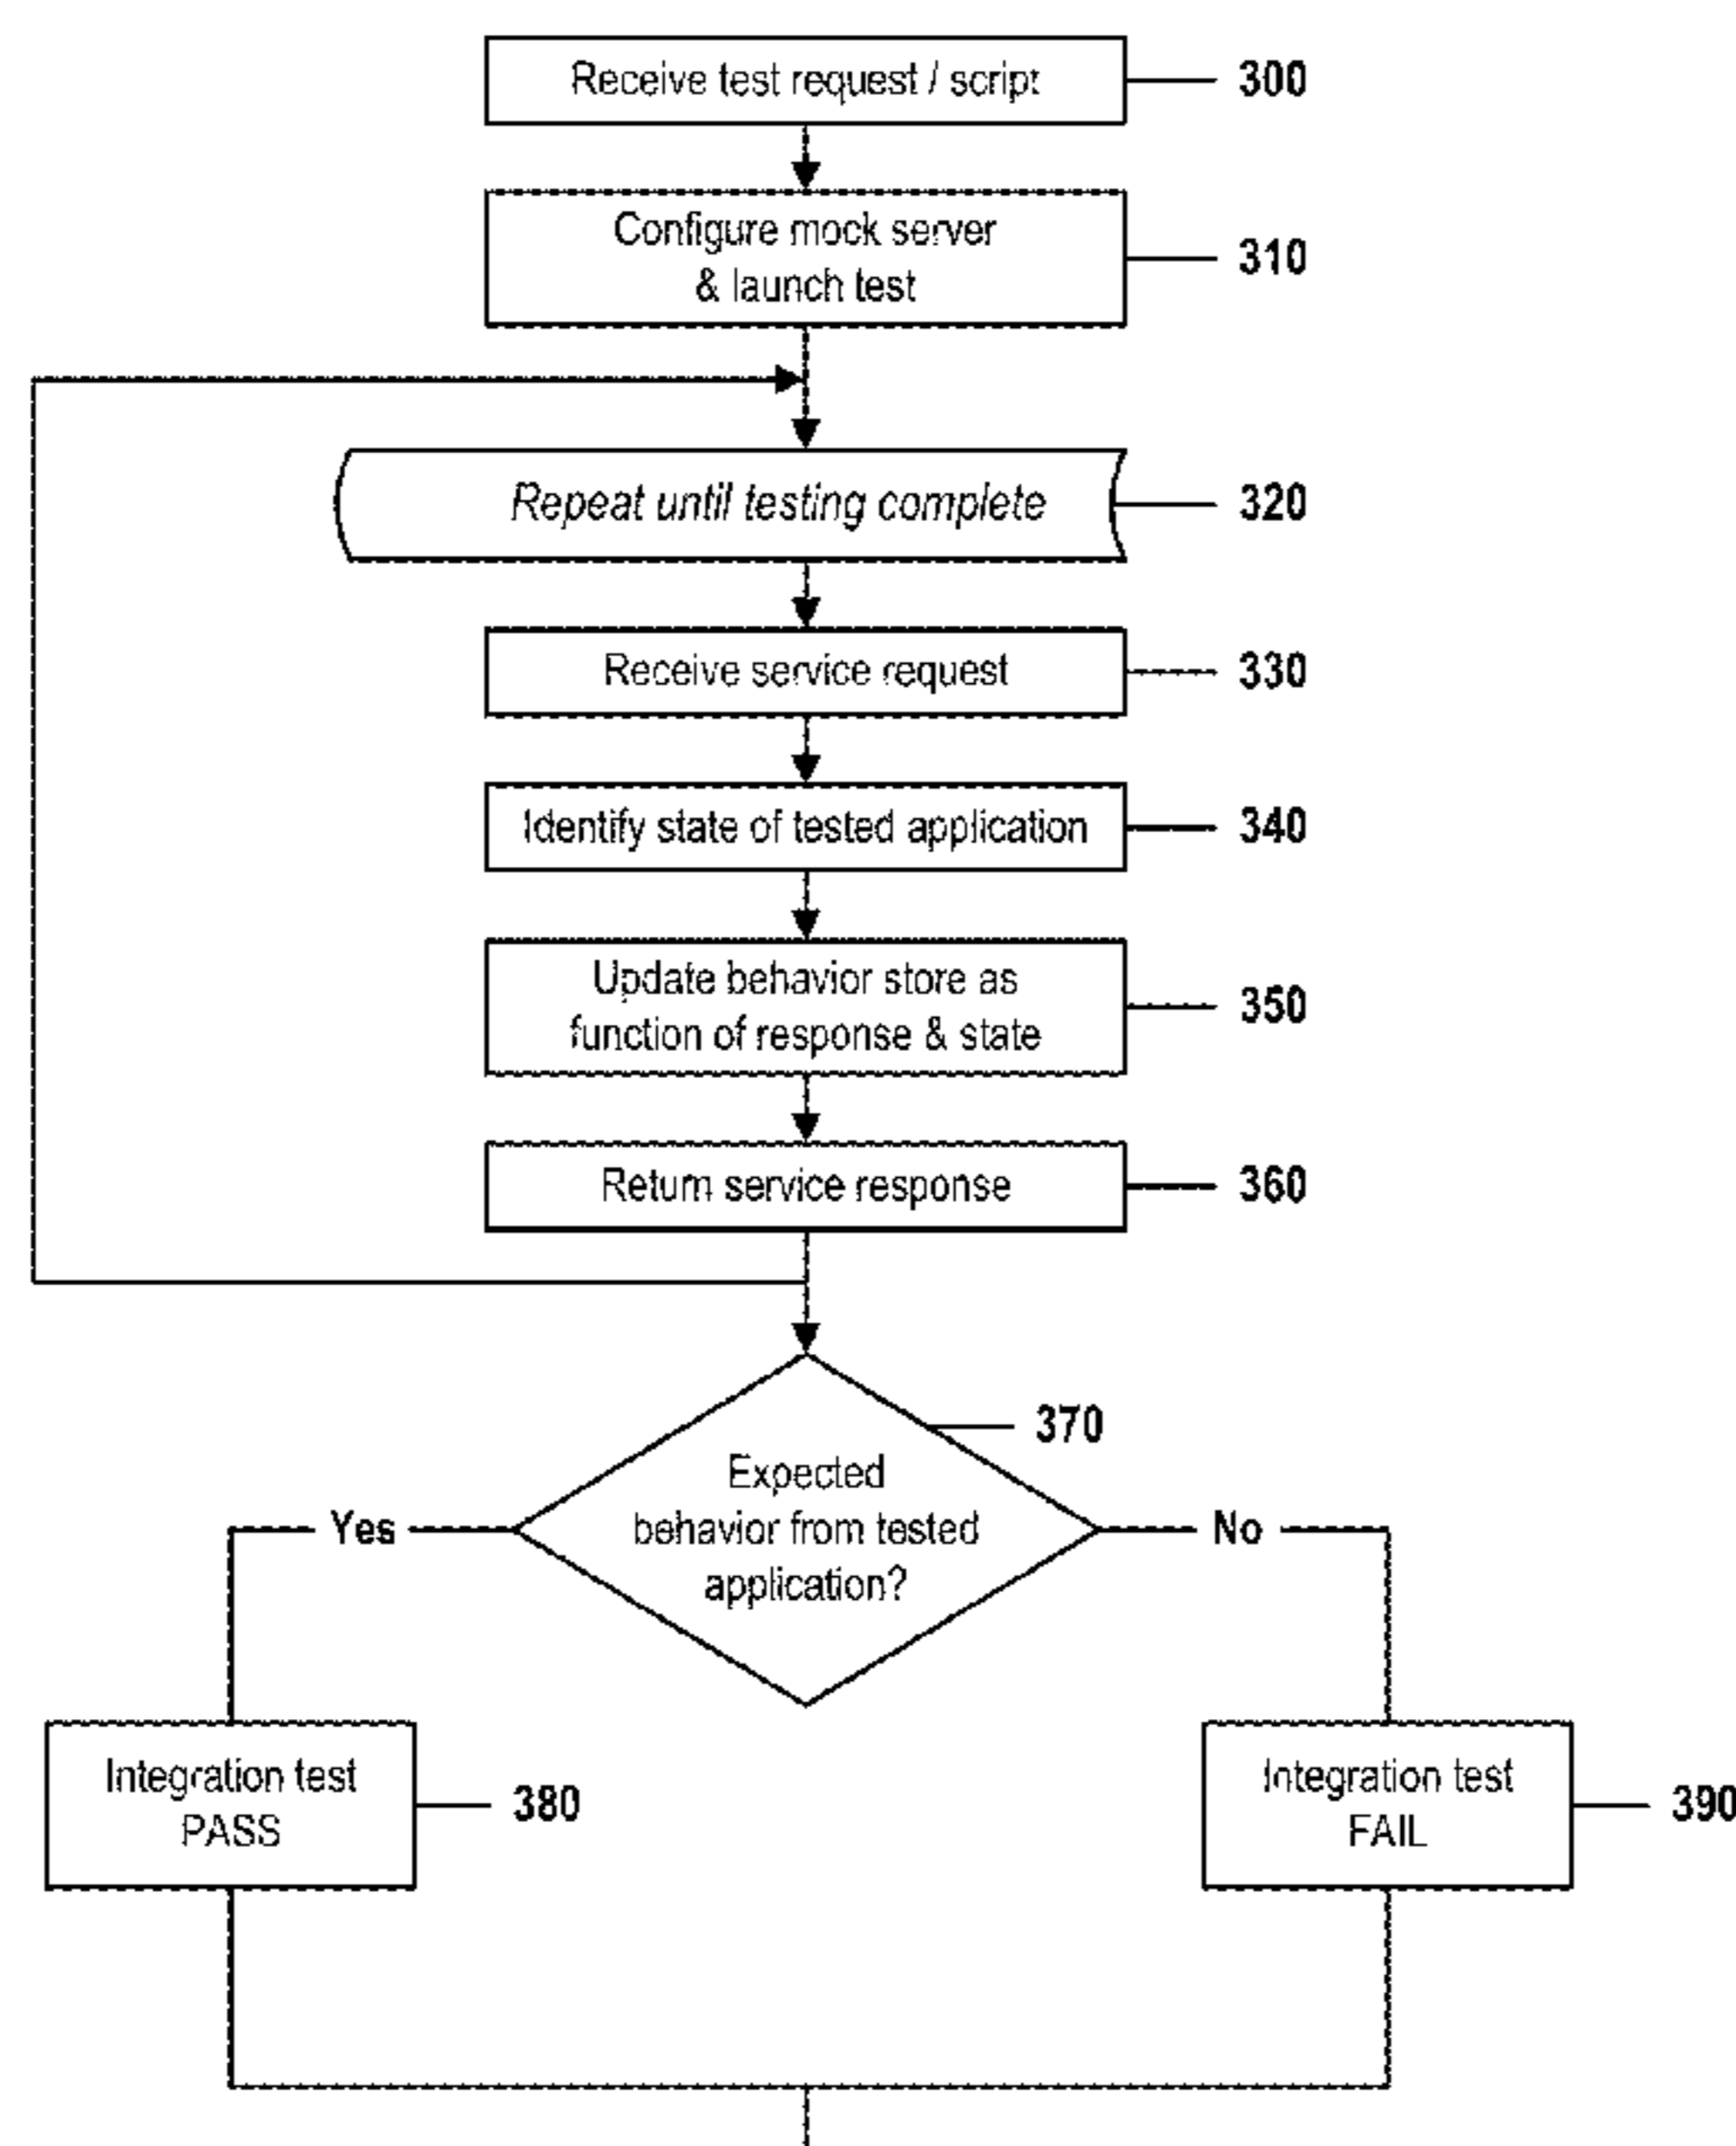 Receive test request / script
300
Configure mock server
& launch test
310
Repeat until testing complete
320
Receive service request
330
Identify state of tested application
340
Update behavior store as
function of response & state
350
Return service response
360
370
Expected
behavior from tested
application?
Yes
No
Integration test
PASS
380
Integration test
FAIL
390